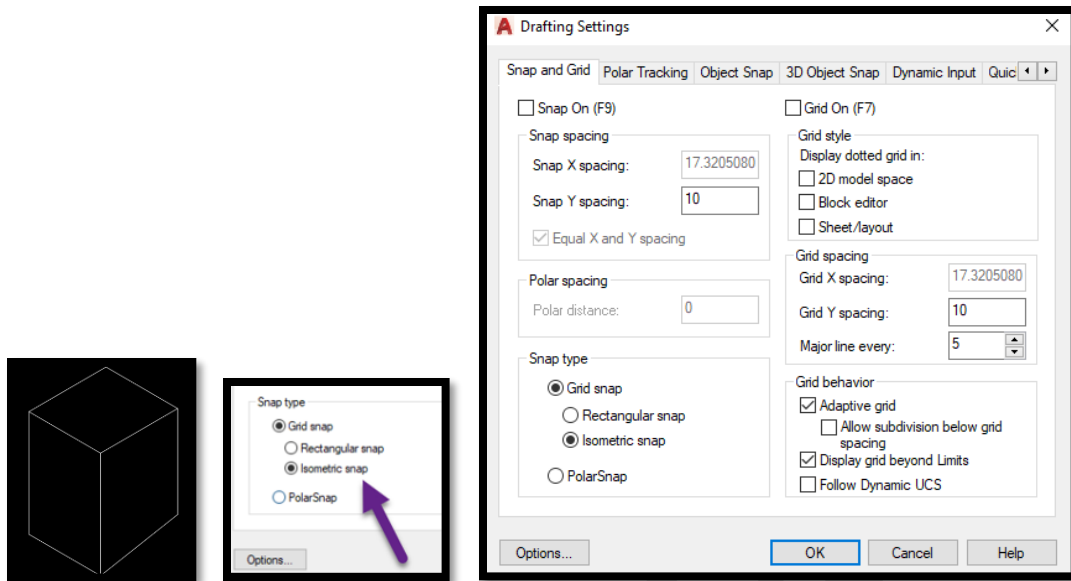 Snap type
Grid snap
Rectangular snap
Isometric snap
PolarSnap
Options...
A Drafting Settings
Snap and Grid Polar Tracking Object Snap 3D Object Snap Dynamic Input Quic
Snap On (F9)
Snap spacing
Snap X spacing: 17.3205080
Snap Y spacing: 10
Equal X and Y spacing
Polar spacing
Polar distance: 0
Snap type
Grid snap
Rectangular snap
Isometric snap
PolarSnap
Grid On (F7)
Grid style
Display dotted grid in:
2D model space
Block editor
Sheet/layout
Grid spacing
Grid X spacing: 17.3205080
Grid Y spacing: 10
Major line every: 5
Grid behavior
Adaptive grid
Allow subdivision below grid
spacing
Display grid beyond Limits
Follow Dynamic UCS
Options... OK Cancel Help